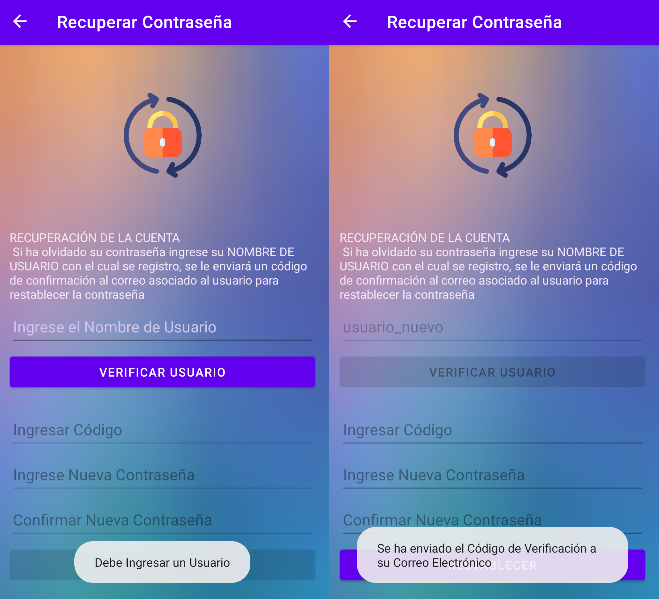 Recuperar Contraseña
RECUPERACIÓN DE LA CUENTA
Si ha olvidado su contraseña ingrese su NOMBRE DE
USUARIO con el cual se registro, se le enviará un código
de confirmación al correo asociado al usuario para
restablecer la contraseña
Ingrese el Nombre de Usuario
VERIFICAR USUARIO
Ingresar Código
Ingrese Nueva Contraseña
Confirmar Nueva Contraseña
Debe Ingresar un Usuario
Recuperar Contraseña
RECUPERACIÓN DE LA CUENTA
Si ha olvidado su contraseña ingrese su NOMBRE DE
USUARIO con el cual se registro, se le enviará un código
de confirmación al correo asociado al usuario para
restablecer la contraseña
usuario_nuevo
VERIFICAR USUARIO
Ingresar Código
Ingrese Nueva Contraseña
Confirmar Nueva Contraseña
Se ha enviado el Código de Verificación a
su Correo Electrónico